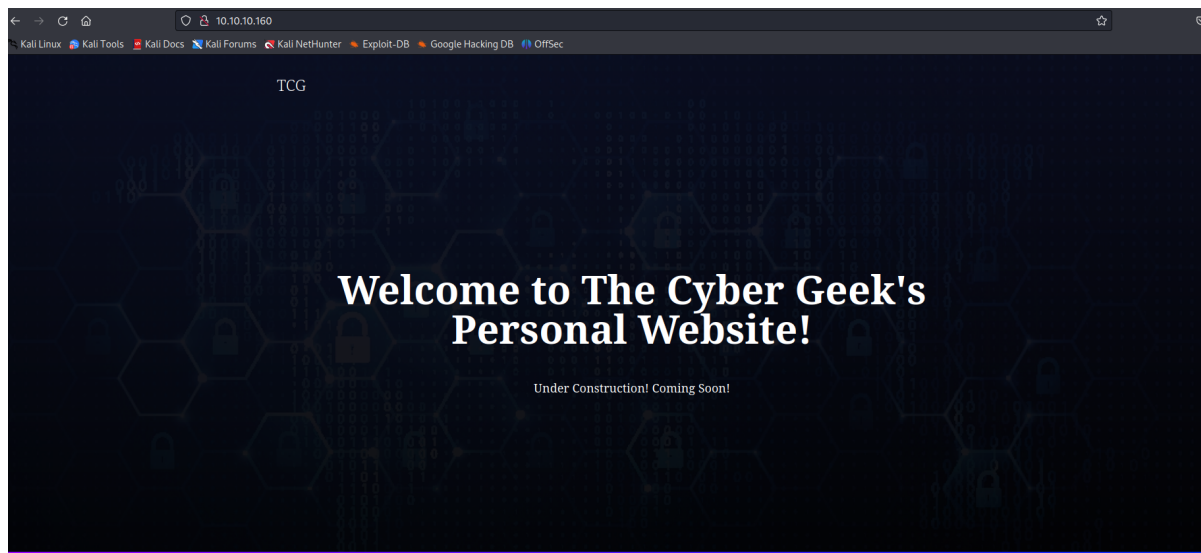 10.10.10.160
Kali Linux Kali Tools Kali Docs Kali Forums Kali NetHunter Exploit-DB Google Hacking DB OffSec
TCG
Welcome to The Cyber Geek's
Personal Website!
Under Construction! Coming Soon!